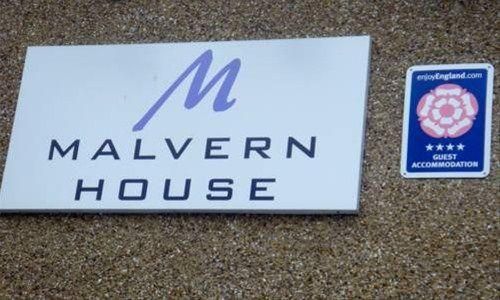 M
MALVERN
HOUSE
enjoyEngland.com
★★★★
GUEST
ACCOMMODATION